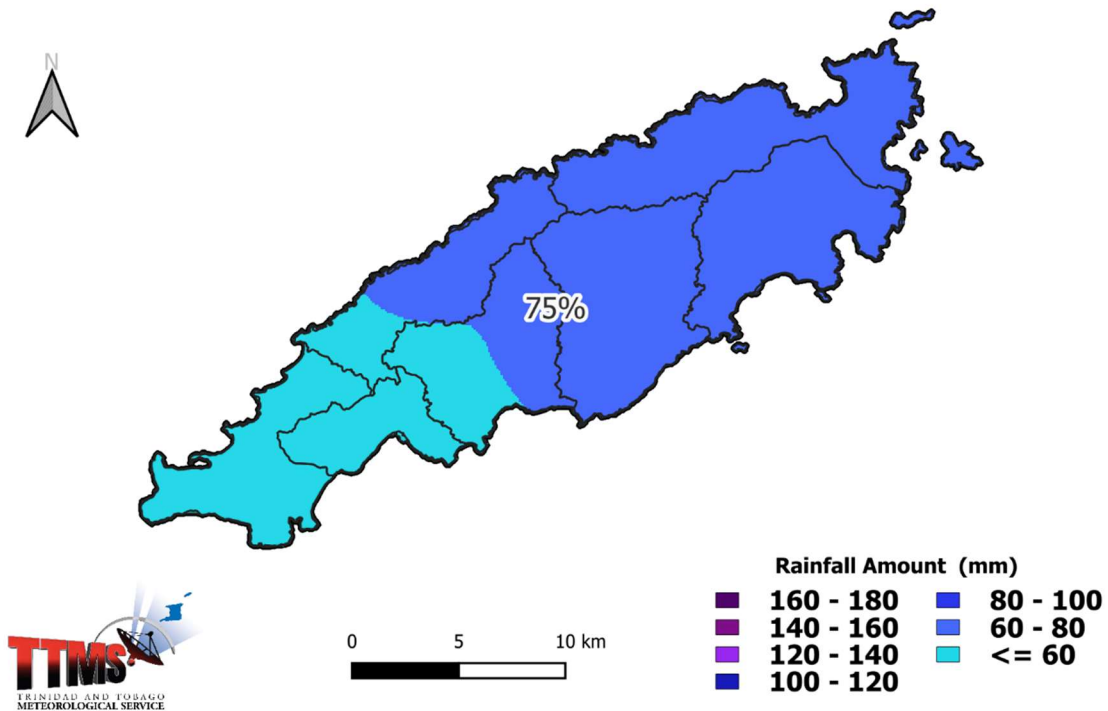 N
75%
Rainfall Amount (mm)
160 - 180
140 - 160
120 - 140
100 - 120
80 - 100
60 - 80
<= 60
0 5 10 km
TTMS
TRINIDAD AND TOBAGO
METEOROLOGICAL SERVICE